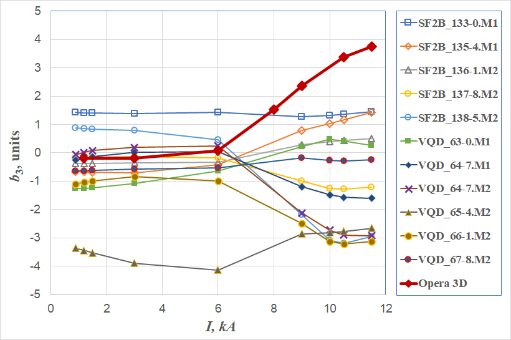 5
4
3
2
1
0
-1
-2
-3
-4
-5
0 2 4 6 8 10 12
b3, units
I, kA
SF2B_133-0.M1
SF2B_135-4.M1
SF2B_136-1.M2
SF2B_137-8.M2
SF2B_138-5.M2
VQD_63-0.M1
VQD_64-7.M1
VQD_64-7.M2
VQD_65-4.M2
VQD_66-1.M2
VQD_67-8.M2
Opera 3D